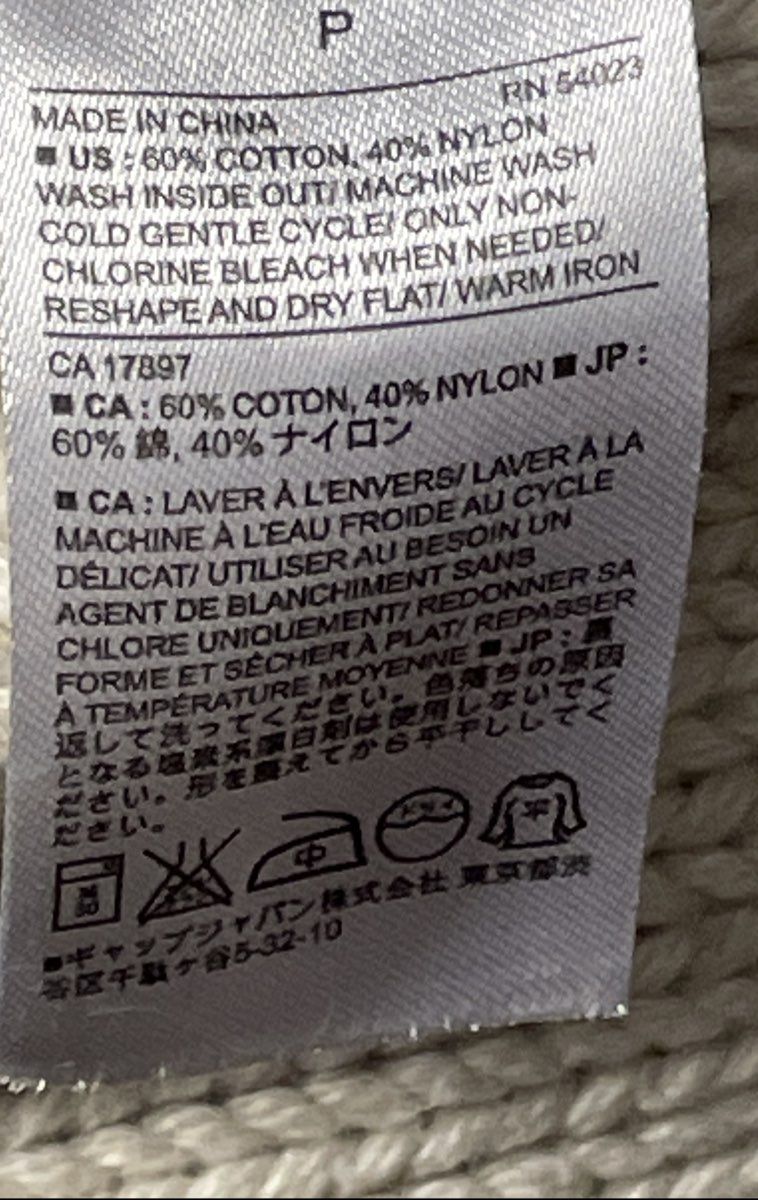 P
RN 54023
MADE IN CHINA
■ US : 60% COTTON, 40% NYLON
WASH INSIDE OUT/ MACHINE WASH
COLD GENTLE CYCLE/ ONLY NON-
CHLORINE BLEACH WHEN NEEDED/
RESHAPE AND DRY FLAT/ WARM IRON
CA 17897
■ CA : 60% COTON, 40% NYLON ■ JP :
60% 綿, 40% ナイロン
■ CA : LAVER À L'ENVERS/ LAVER À LA
MACHINE À L'EAU FROIDE AU CYCLE
DÉLICAT/ UTILISER AU BESOIN UN
AGENT DE BLANCHIMENT SANS
CHLORE UNIQUEMENT/ REDONNER SA
FORME ET SÉCHER À PLAT/ REPASSER
À TEMPÉRATURE MOYENNE ■ JP : 裏
返して洗ってください。色落ちの原因
となる塩素系漂白剤は使用しないでく
ださい。形を整えてから平干ししてく
ださい。
中 ドライ 平
■ギャップジャパン株式会社 東京都渋
谷区千駄ヶ谷5-32-10